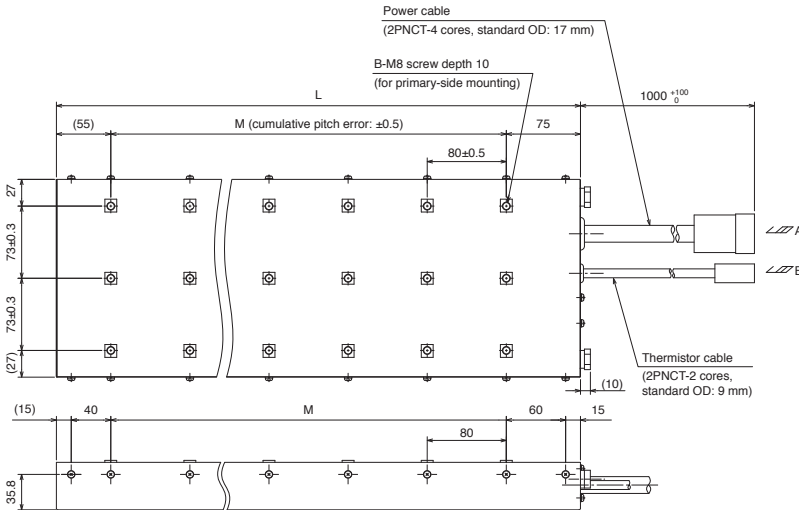 Power cable
(2PNCT-4 cores, standard OD: 17 mm)
B-M8 screw depth 10
(for primary-side mounting)
L
1000 +100 0
(55)
M (cumulative pitch error: ±0.5)
75
80±0.5
27
73±0.3
73±0.3
(27)
A
B
Thermistor cable
(2PNCT-2 cores,
standard OD: 9 mm)
(10)
(15)
40
M
60
15
80
35.8